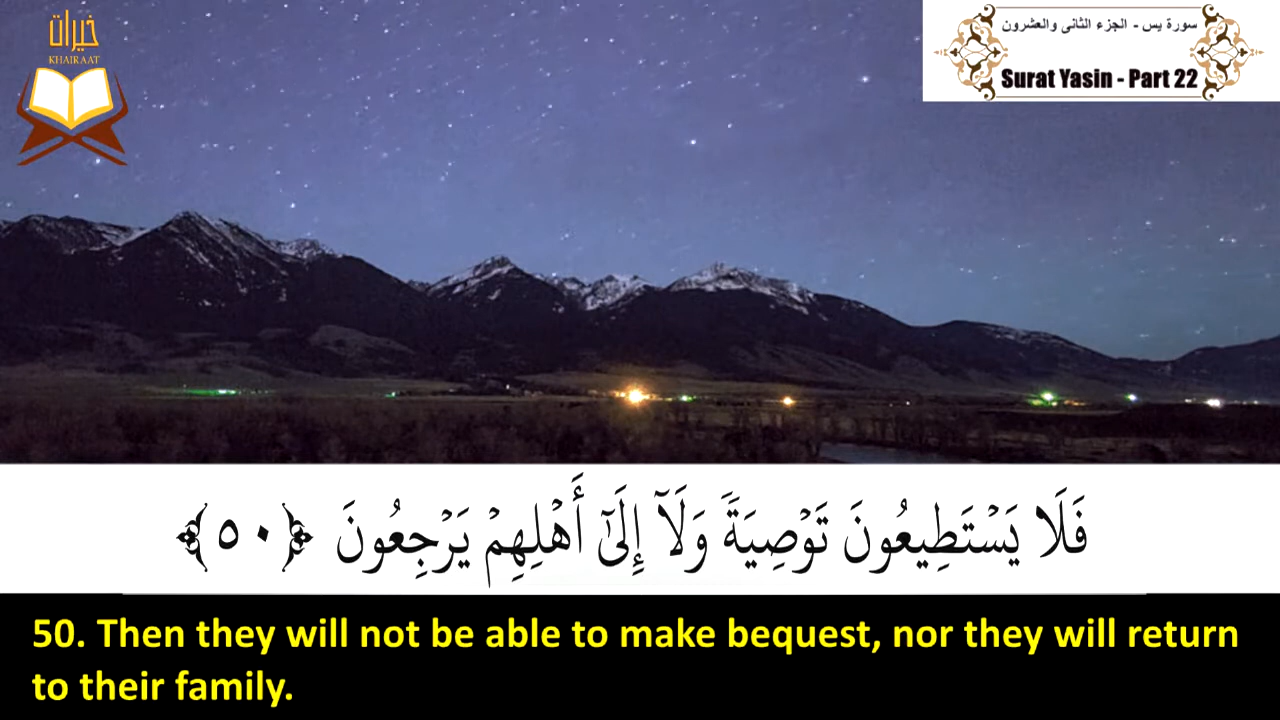 خيرات
KHAIRAAT
سورة يس - الجزء الثانى والعشرون
Surat Yasin - Part 22
فَلَا يَسْتَطِيعُونَ تَوْصِيَةً وَلَآ إِلَىٰٓ أَهْلِهِمْ يَرْجِعُونَ ﴿٥٠﴾
50. Then they will not be able to make bequest, nor they will return
to their family.